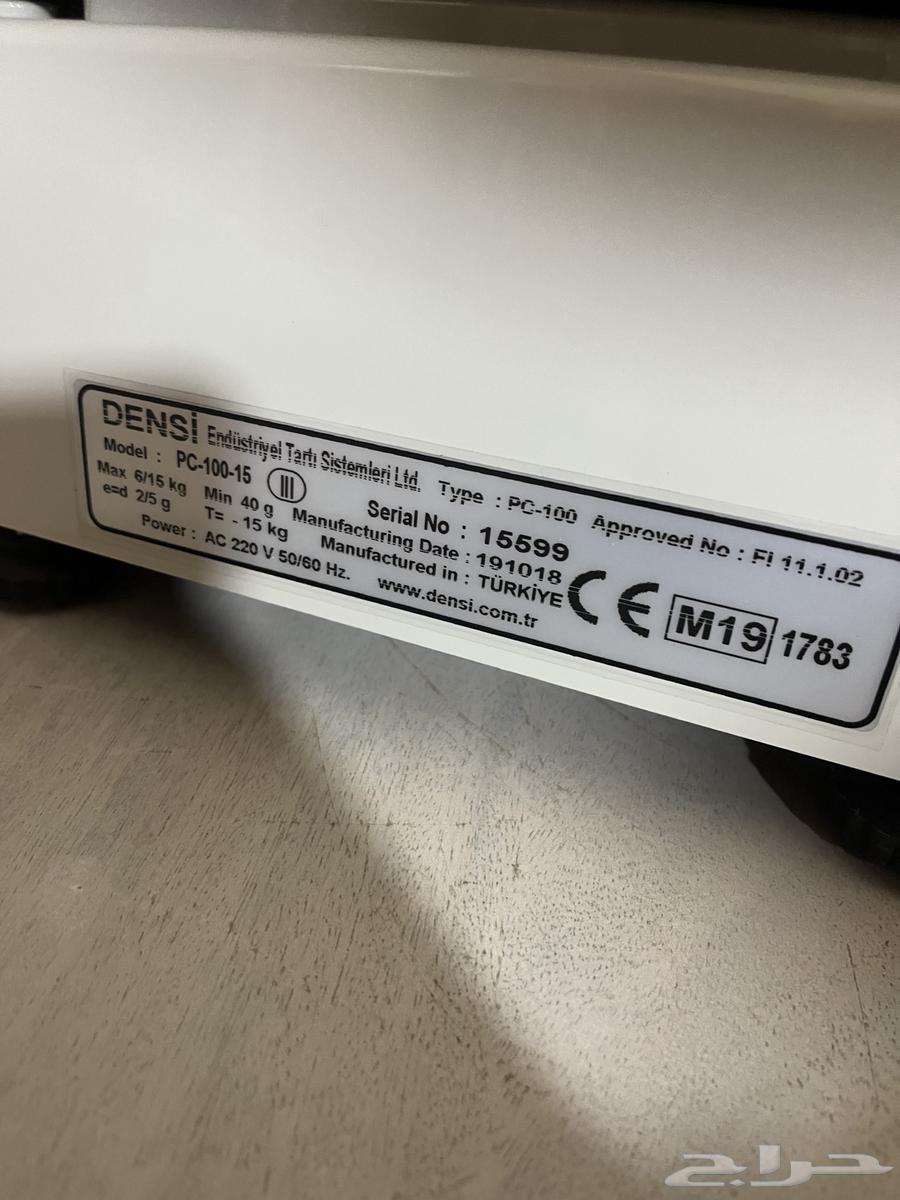 DENSİ Endüstriyel Tartı Sistemleri Ltd.
Model : PC-100-15 III Type : PC-100 Approved No : FI 11.1.02
Max 6/15 kg Min 40 g Serial No : 15599
e=d 2/5 g T= - 15 kg Manufacturing Date : 191018
Power : AC 220 V 50/60 Hz. Manufactured in : TÜRKİYE
www.densi.com.tr
CE M19 1783
حراج